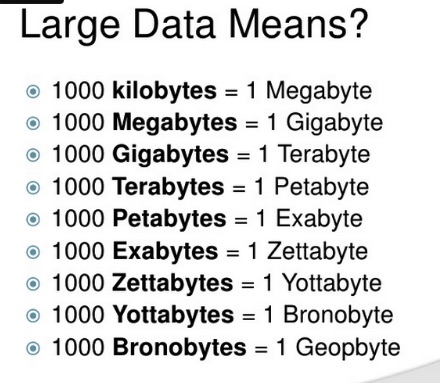 Large Data Means?
1000 kilobytes = 1 Megabyte
1000 Megabytes = 1 Gigabyte
1000 Gigabytes = 1 Terabyte
1000 Terabytes = 1 Petabyte
1000 Petabytes = 1 Exabyte
1000 Exabytes = 1 Zettabyte
1000 Zettabytes = 1 Yottabyte
1000 Yottabytes = 1 Bronobyte
1000 Bronobytes = 1 Geopbyte